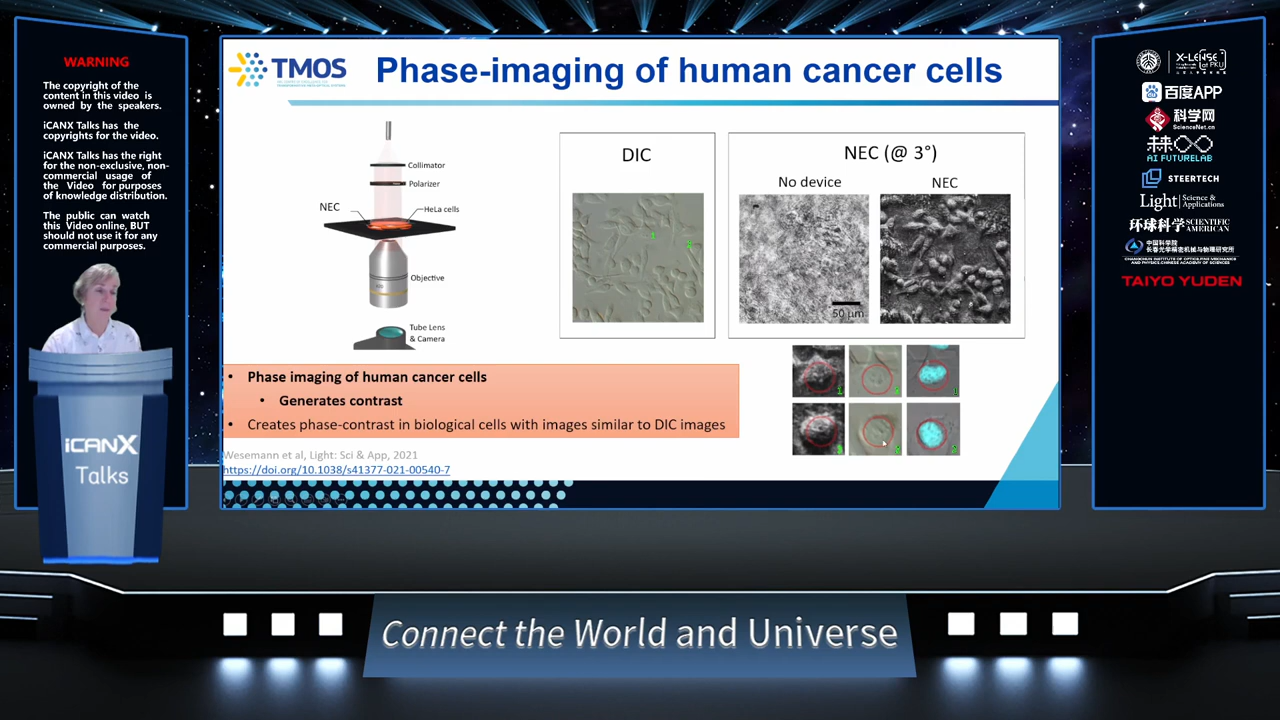 WARNING
The copyright of the
content in this video is
owned by the speakers.
iCANX Talks has the
copyrights for the video.
iCANX Talks has the right
for the non-exclusive, non-
commercial usage of
the Video for purposes
of knowledge distribution.
The public can watch
this Video online, BUT
should not use it for any
commercial purposes.
iCANX
Talks
TMOS
Phase-imaging of human cancer cells
Collimator
Polarizer
NEC
HeLa cells
Objective
Tube Lens
& Camera
DIC
NEC (@ 3°)
No device
NEC
50 µm
• Phase imaging of human cancer cells
• Generates contrast
• Creates phase-contrast in biological cells with images similar to DIC images
Wesemann et al, Light: Sci & App, 2021
https://doi.org/10.1038/s41377-021-00540-7
X-LENSE
百度APP
科学网
ScienceNet.cn
AI FUTURELAB
STEERTECH
Light Science & Applications
环球科学 SCIENTIFIC AMERICAN
中国科学院
长春光学精密机械与物理研究所
CHANGCHUN INSTITUTE OF OPTICS,FINE MECHANICS
AND PHYSICS,CHINESE ACADEMY OF SCIENCES
TAIYO YUDEN
Connect the World and Universe